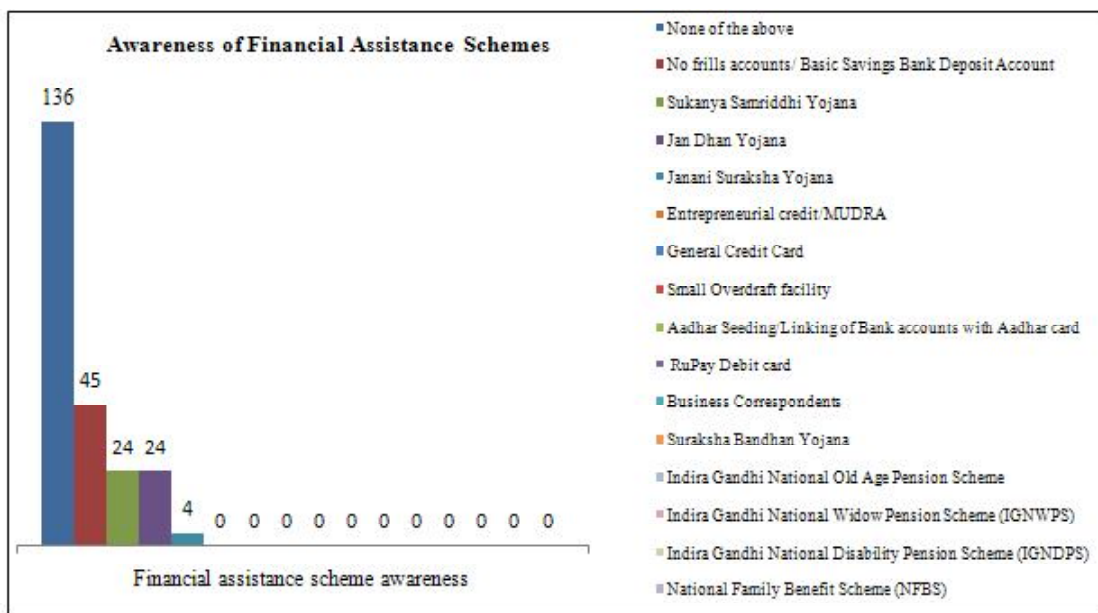 Awareness of Financial Assistance Schemes
136
45
24
24
4
0 0 0 0 0 0 0 0 0 0 0
Financial assistance scheme awareness
None of the above
No frills accounts/ Basic Savings Bank Deposit Account
Sukanya Samriddhi Yojana
Jan Dhan Yojana
Janani Suraksha Yojana
Entrepreneurial credit/MUDRA
General Credit Card
Small Overdraft facility
Aadhar Seeding/Linking of Bank accounts with Aadhar card
RuPay Debit card
Business Correspondents
Suraksha Bandhan Yojana
Indira Gandhi National Old Age Pension Scheme
Indira Gandhi National Widow Pension Scheme (IGNWPS)
Indira Gandhi National Disability Pension Scheme (IGNDPS)
National Family Benefit Scheme (NFBS)